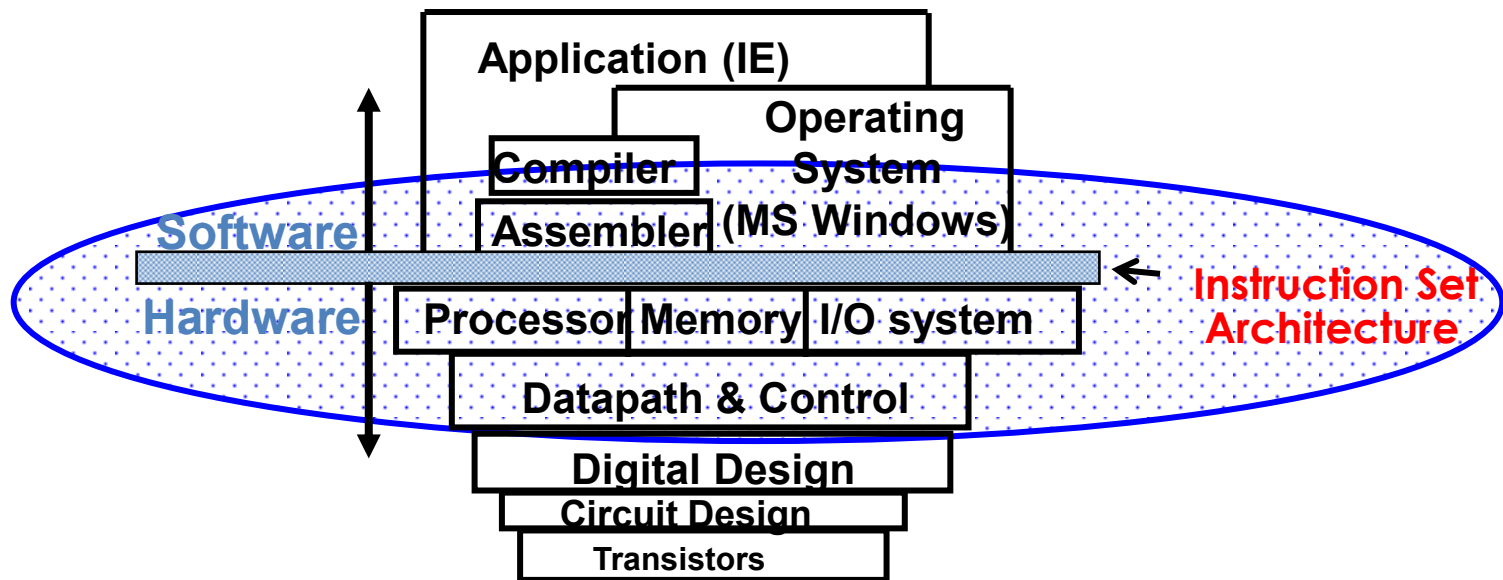 Application (IE)
Operating
System
(MS Windows)
Compiler
Assembler
Software
Hardware
Instruction Set
Architecture
Processor
Memory
I/O system
Datapath & Control
Digital Design
Circuit Design
Transistors